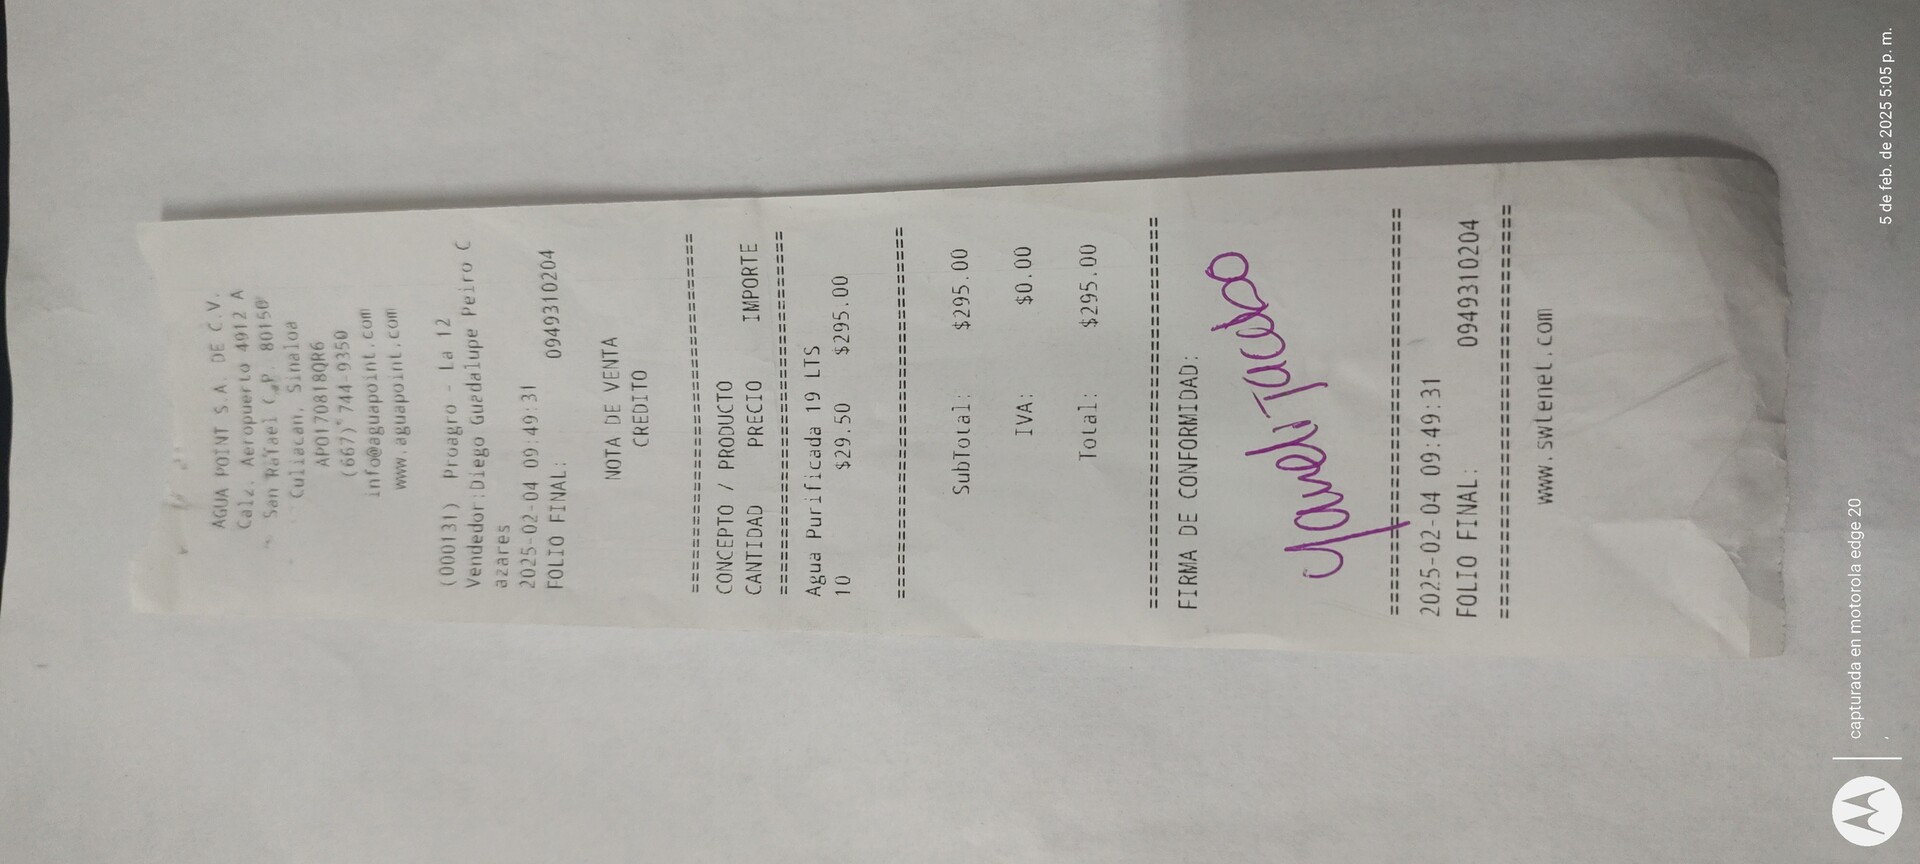 AGUA POINT S.A. DE C.V.
Calz. Aeropuerto 4912 A
San Rafael C.P. 80150
Culiacan, Sinaloa
APO170818QR6
(667) 744-9350
info@aguapoint.com
www.aguapoint.com
(000131) Proagro - La 12
Vendedor:Diego Guadalupe Peiro C
azares
2025-02-04 09:49:31
FOLIO FINAL: 0949310204
NOTA DE VENTA
CREDITO
================================
CONCEPTO / PRODUCTO
CANTIDAD PRECIO IMPORTE
================================
Agua Purificada 19 LTS
10 $29.50 $295.00
================================
SubTotal: $295.00
IVA: $0.00
Total: $295.00
================================
FIRMA DE CONFORMIDAD:
================================
2025-02-04 09:49:31
FOLIO FINAL: 0949310204
================================
www.swtenet.com
capturada en motorola edge 20
5 de feb. de 2025 5:05 p. m.